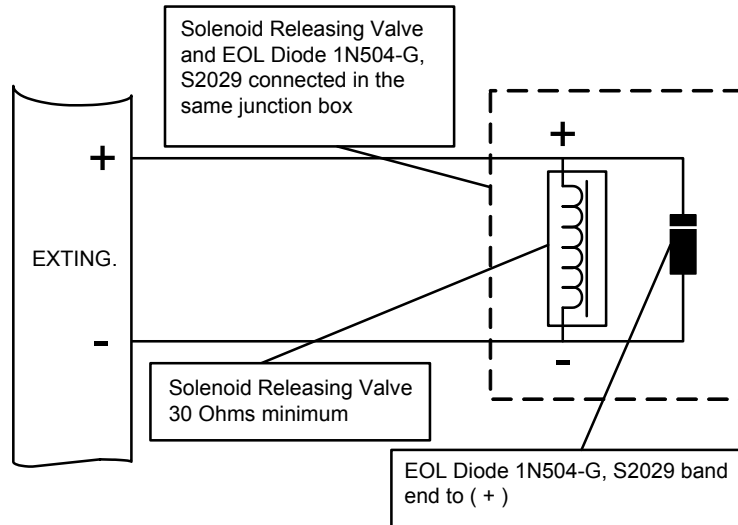 Solenoid Releasing Valve
and EOL Diode 1N504-G,
S2029 connected in the
same junction box
+
+
EXTING.
-
-
Solenoid Releasing Valve
30 Ohms minimum
EOL Diode 1N504-G, S2029 band
end to ( + )